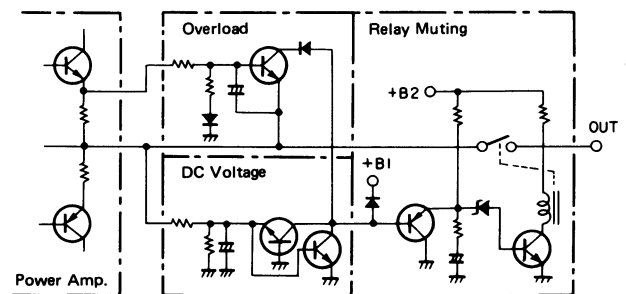 Overload
Relay Muting
+B2
OUT
DC Voltage
+B1
Power Amp.